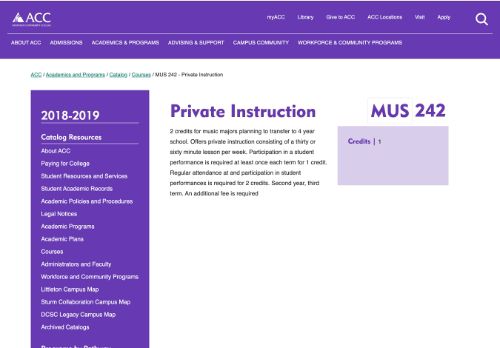 ACC
myACC Library Give to ACC ACC Locations Visit Apply
ABOUT ACC ADMISSIONS ACADEMICS & PROGRAMS ADVISING & SUPPORT CAMPUS COMMUNITY WORKFORCE & COMMUNITY PROGRAMS
ACC / Academics and Programs / Catalog / Courses / MUS 242 - Private Instruction
2018-2019
Catalog Resources
About ACC
Paying for College
Student Resources and Services
Student Academic Records
Academic Policies and Procedures
Legal Notices
Academic Programs
Academic Plans
Courses
Administrators and Faculty
Workforce and Community Programs
Littleton Campus Map
Sturm Collaboration Campus Map
DCSC Legacy Campus Map
Archived Catalogs
Private Instruction
2 credits for music majors planning to transfer to 4 year
school. Offers private instruction consisting of a thirty or
sixty minute lesson per week. Participation in a student
performance is required at least once each term for 1 credit.
Regular attendance at and participation in student
performances is required for 2 credits. Second year, third
term. An additional fee is required
MUS 242
Credits | 1